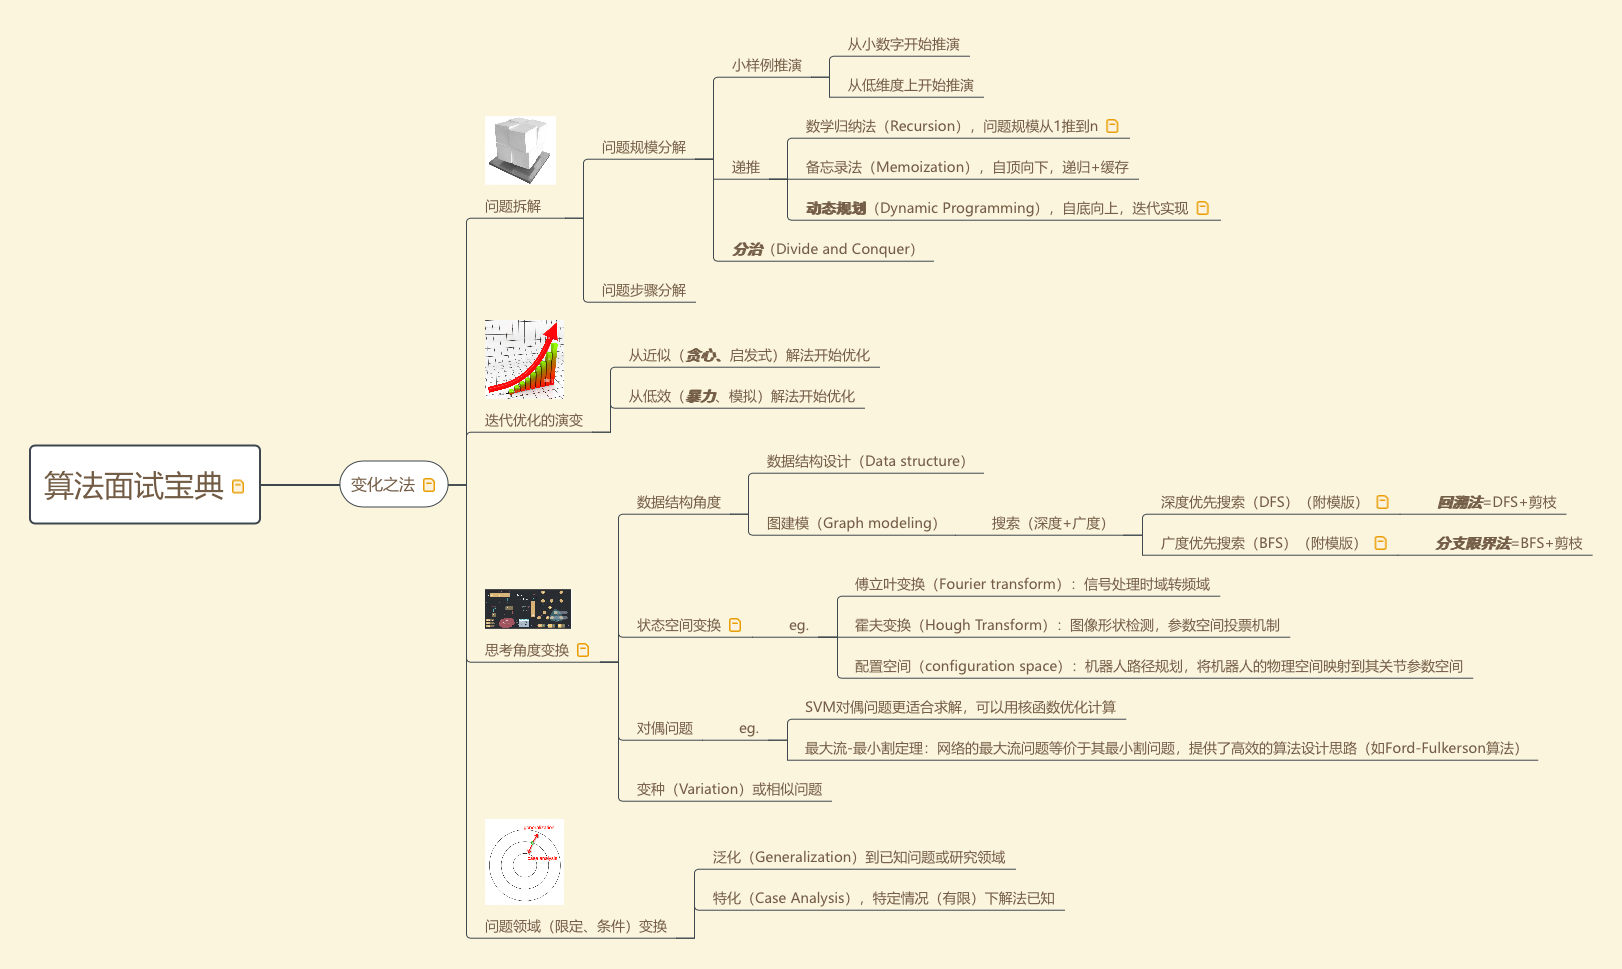 算法面试宝典
变化之法
问题拆解
问题规模分解
小样例推演
从小数字开始推演
从低维度上开始推演
递推
数学归纳法（Recursion），问题规模从1推到n
备忘录法（Memoization），自顶向下，递归+缓存
动态规划（Dynamic Programming），自底向上，迭代实现
分治（Divide and Conquer）
问题步骤分解
迭代优化的演变
从近似（贪心、启发式）解法开始优化
从低效（暴力、模拟）解法开始优化
思考角度变换
数据结构角度
数据结构设计（Data structure）
图建模（Graph modeling）
搜索（深度+广度）
深度优先搜索（DFS）（附模版）
回溯法=DFS+剪枝
广度优先搜索（BFS）（附模版）
分支限界法=BFS+剪枝
状态空间变换
eg.
傅立叶变换（Fourier transform）：信号处理时域转频域
霍夫变换（Hough Transform）：图像形状检测，参数空间投票机制
配置空间（configuration space）：机器人路径规划，将机器人的物理空间映射到其关节参数空间
对偶问题
eg.
SVM对偶问题更适合求解，可以用核函数优化计算
最大流-最小割定理：网络的最大流问题等价于其最小割问题，提供了高效的算法设计思路（如Ford-Fulkerson算法）
变种（Variation）或相似问题
generalization
case analysis
问题领域（限定、条件）变换
泛化（Generalization）到已知问题或研究领域
特化（Case Analysis），特定情况（有限）下解法已知